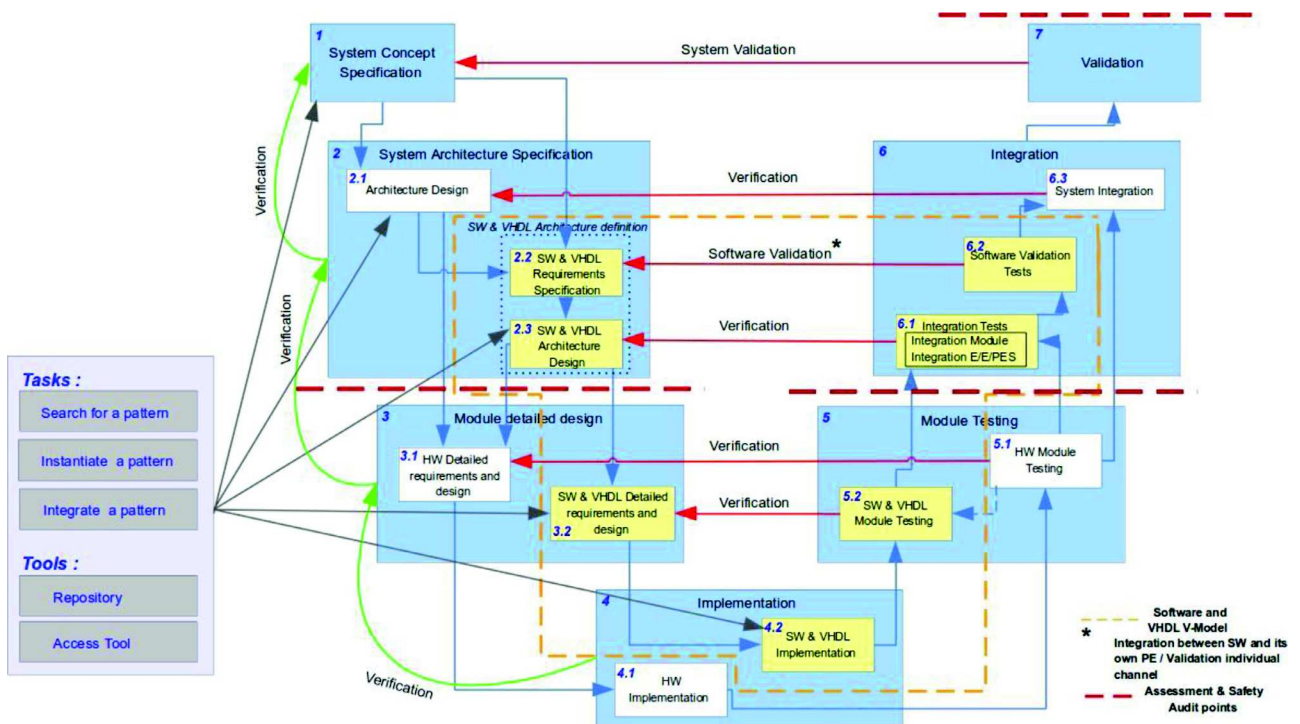 1
System Concept
Specification
System Validation
7
Validation
Verification
2
System Architecture Specification
2.1
Architecture Design
Verification
6
Integration
6.3
System Integration
SW & VHDL Architecture definition
2.2
SW & VHDL
Requirements
Specification
Software Validation*
6.2
Software Validation
Tests
2.3
SW & VHDL
Architecture
Design
Verification
6.1
Integration Tests
Integration Module
Integration E/E/PES
Verification
Tasks :
Search for a pattern
Instantiate a pattern
Integrate a pattern
Tools :
Repository
Access Tool
3
Module detailed design
3.1
HW Detailed
requirements and
design
Verification
5
Module Testing
5.1
HW Module
Testing
SW & VHDL Detailed
requirements and
design
3.2
Verification
5.2
SW & VHDL
Module Testing
4
Implementation
4.2
SW & VHDL
Implementation
4.1
HW
Implementation
Verification
Software and
VHDL V-Model
*
Integration between SW and its
own PE / Validation individual
channel
Assessment & Safety
Audit points